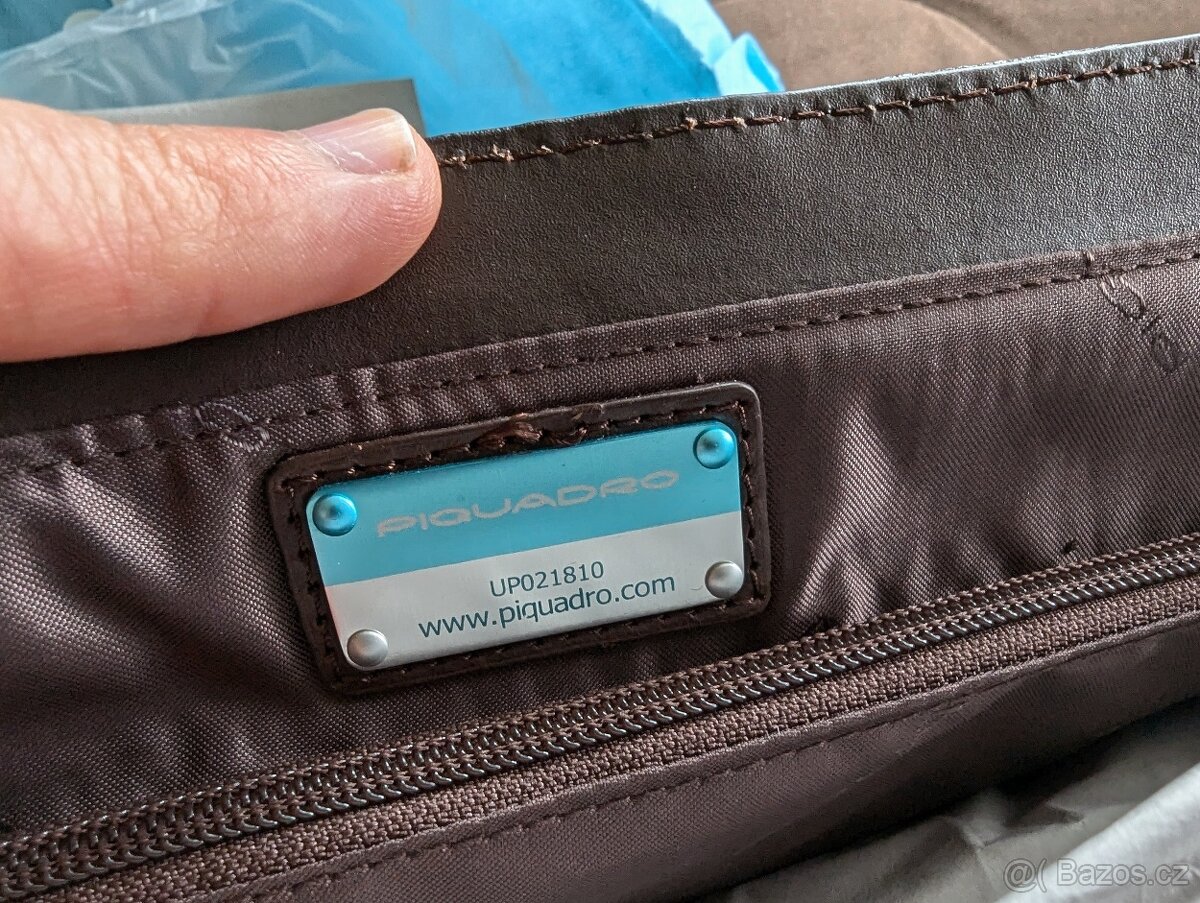 PIQUADRO
UP021810
www.piquadro.com
@( Bazos.cz